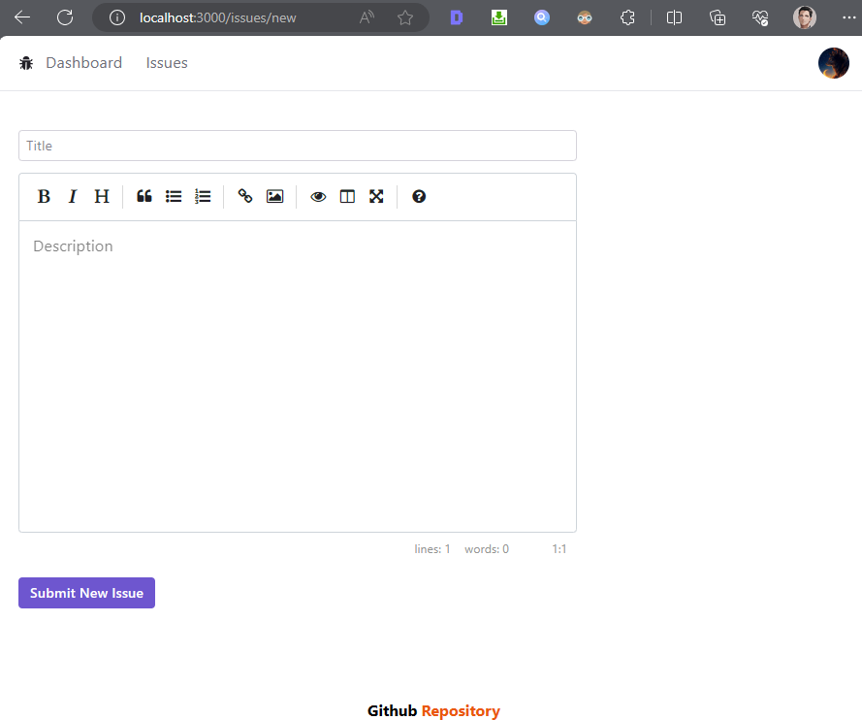 localhost:3000/issues/new
Dashboard Issues
Title
B I H
Description
lines: 1 words: 0 1:1
Submit New Issue
Github Repository